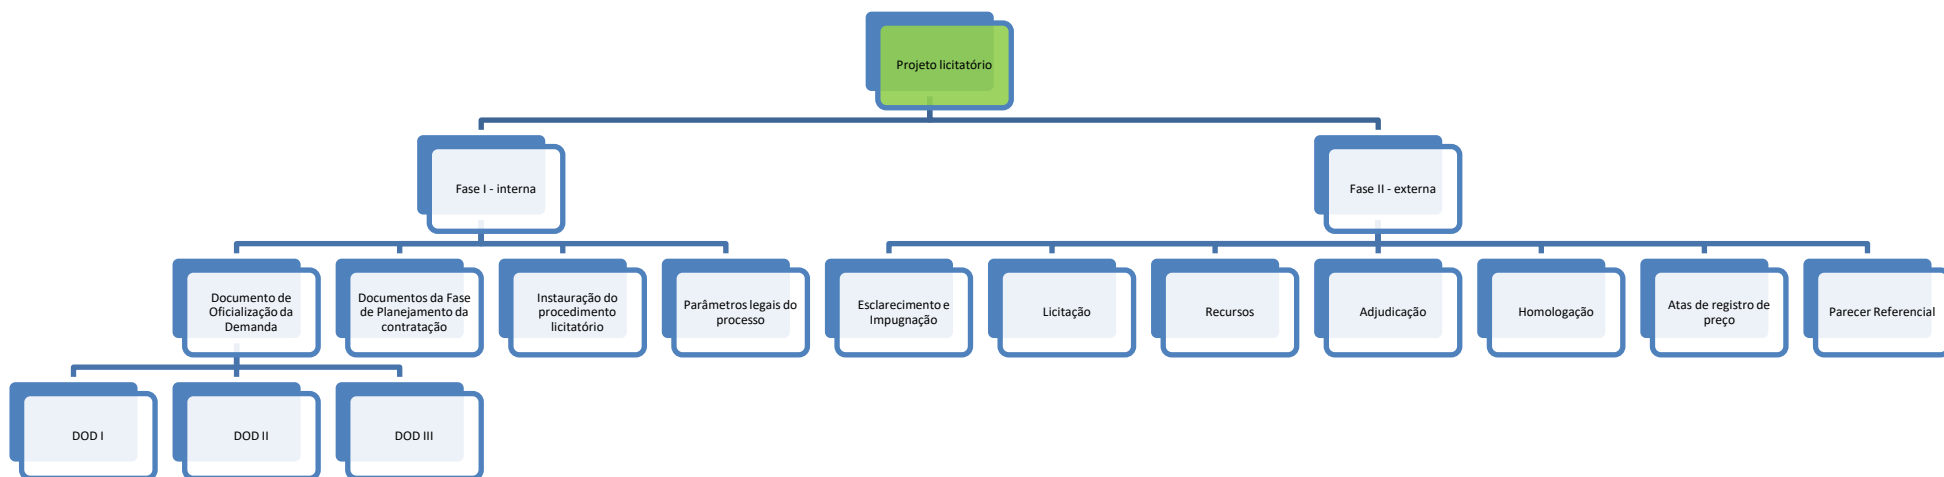 Projeto licitatório
Fase I - interna
Fase II - externa
Documento de
Oficialização da
Demanda
Documentos da Fase
de Planejamento da
contratação
Instauração do
procedimento
licitatório
Parâmetros legais do
processo
Esclarecimento e
Impugnação
Licitação
Recursos
Adjudicação
Homologação
Atas de registro de
preço
Parecer Referencial
DOD I
DOD II
DOD III